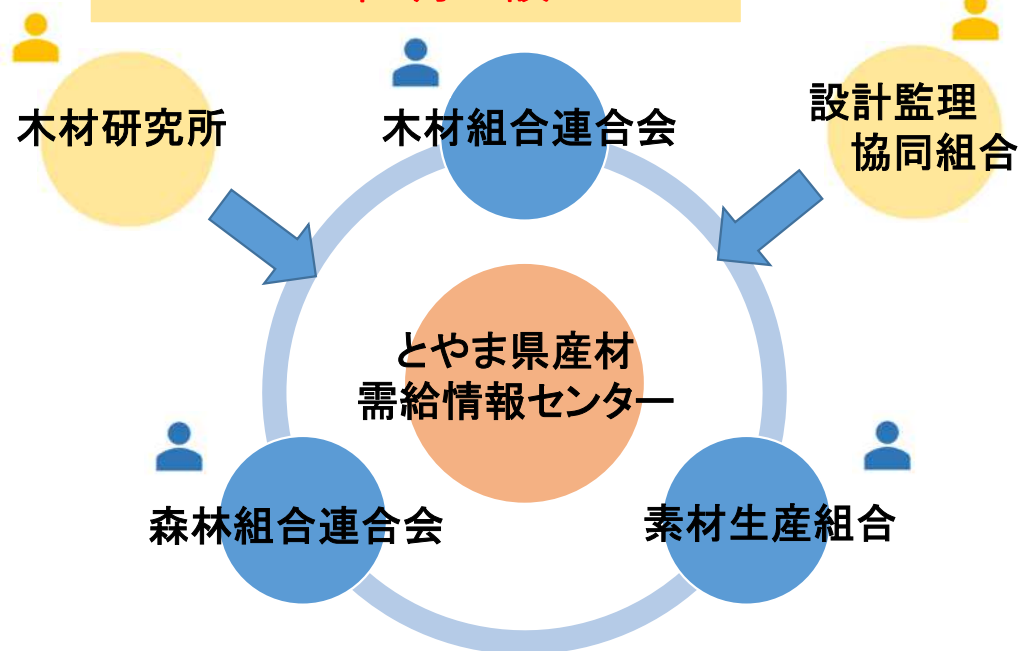 木材研究所
木材組合連合会
設計監理
協同組合
とやま県産材
需給情報センター
森林組合連合会
素材生産組合